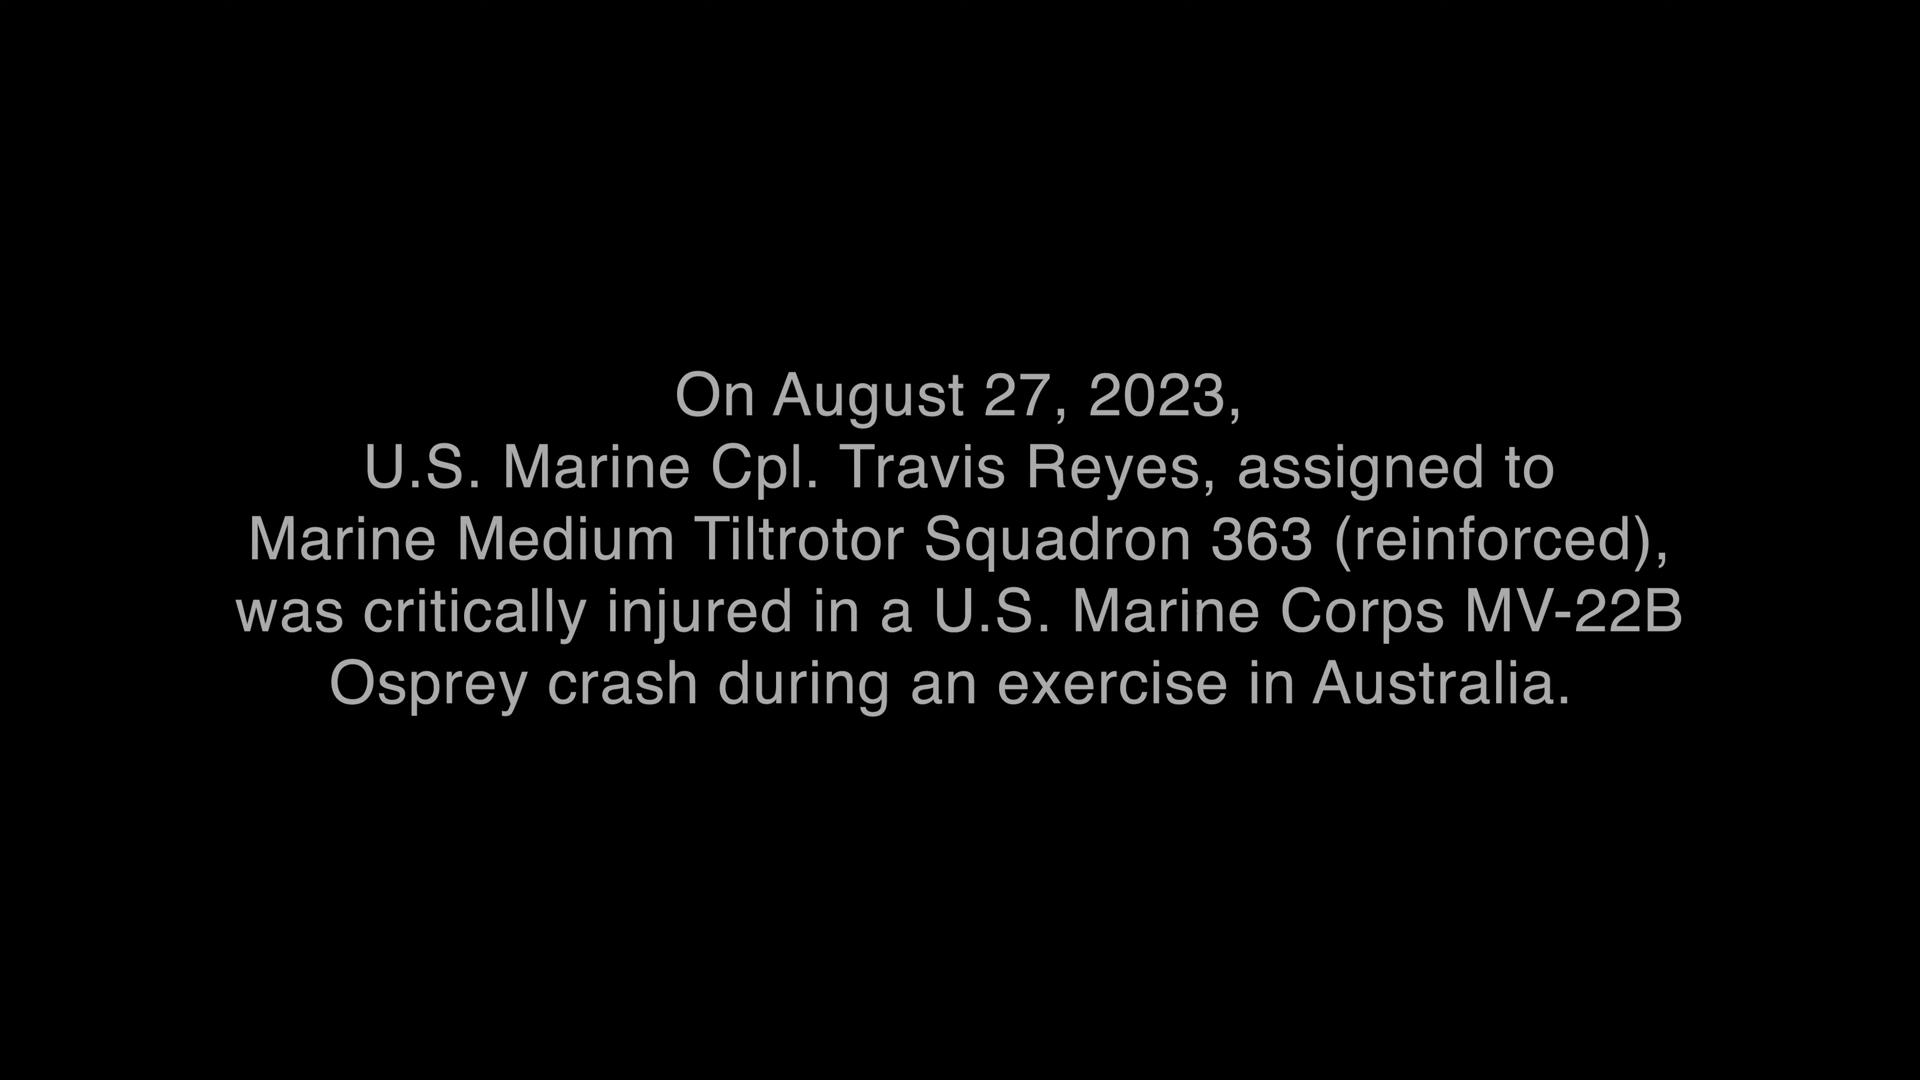 On August 27, 2023,
U.S. Marine Cpl. Travis Reyes, assigned to
Marine Medium Tiltrotor Squadron 363 (reinforced),
was critically injured in a U.S. Marine Corps MV-22B
Osprey crash during an exercise in Australia.